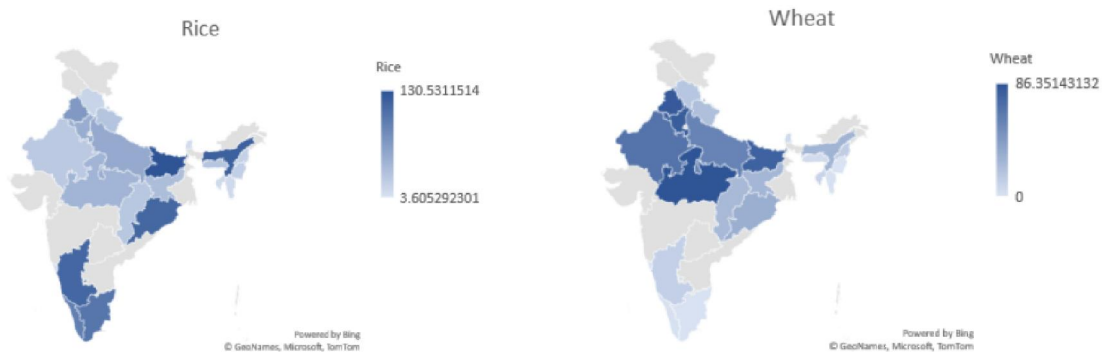 Rice
Rice
130.5311514
3.605292301
Powered by Bing
© GeoNames, Microsoft, TomTom
Wheat
Wheat
86.35143132
0
Powered by Bing
© GeoNames, Microsoft, TomTom